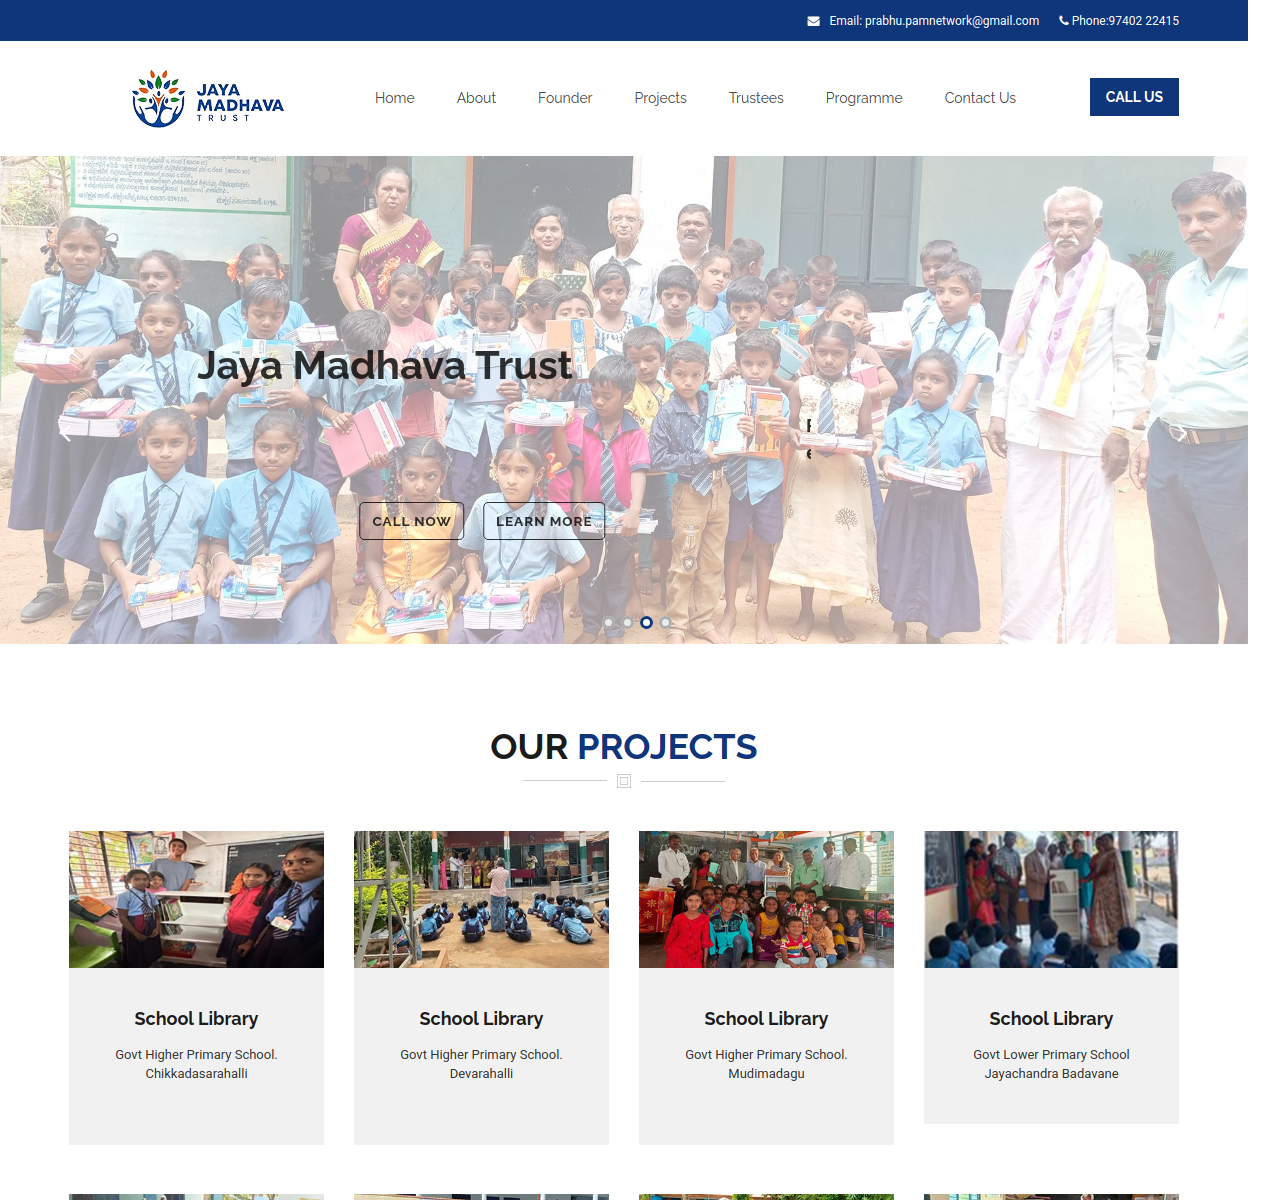 Email: prabhu.pamnetwork@gmail.com
Phone:97402 22415
JAYA
MADHAVA
TRUST
Home
About
Founder
Projects
Trustees
Programme
Contact Us
CALL US
Jaya Madhava Trust
CALL NOW
LEARN MORE
OUR PROJECTS
School Library
Govt Higher Primary School.
Chikkadasarahalli
School Library
Govt Higher Primary School.
Devarahalli
School Library
Govt Higher Primary School.
Mudimadagu
School Library
Govt Lower Primary School
Jayachandra Badavane